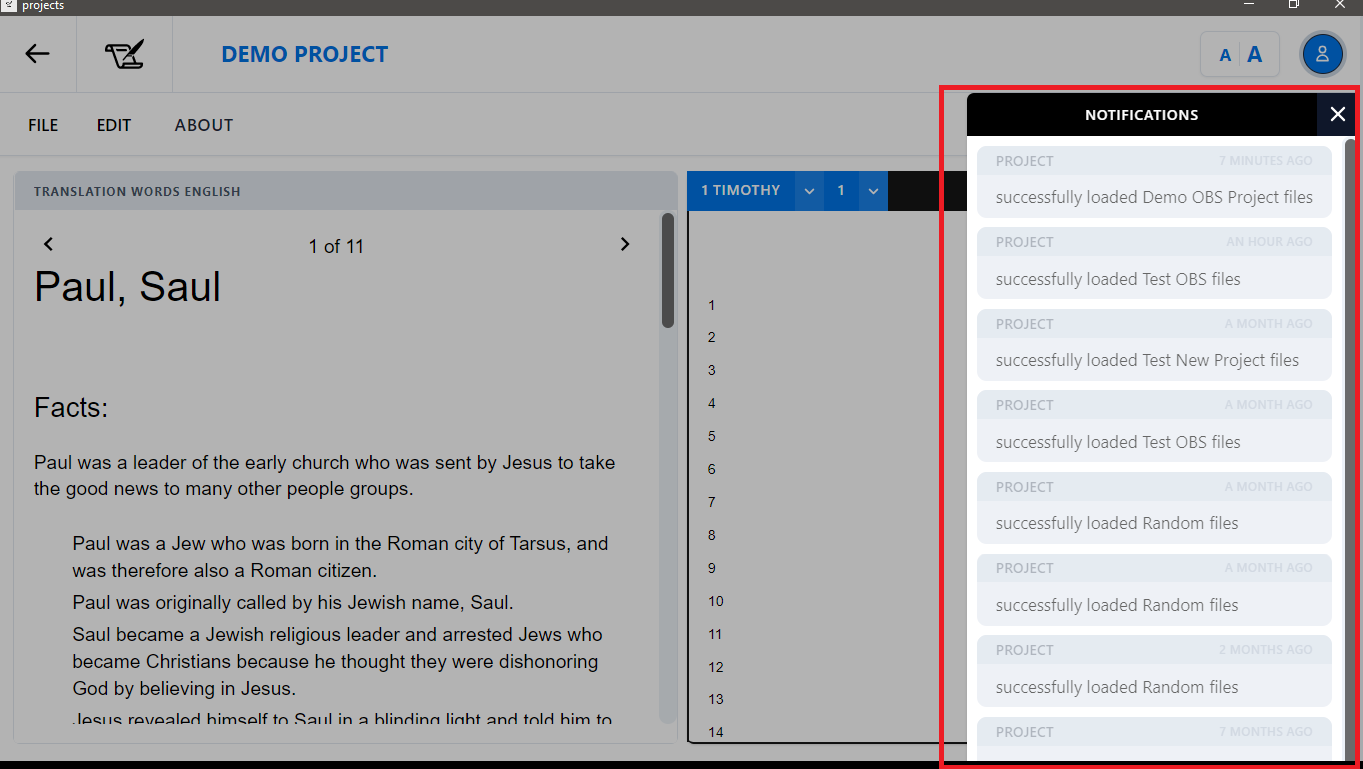 projects
DEMO PROJECT
A A
FILE EDIT ABOUT
TRANSLATION WORDS ENGLISH
1 of 11
Paul, Saul
Facts:
Paul was a leader of the early church who was sent by Jesus to take
the good news to many other people groups.
Paul was a Jew who was born in the Roman city of Tarsus, and
was therefore also a Roman citizen.
Paul was originally called by his Jewish name, Saul.
Saul became a Jewish religious leader and arrested Jews who
became Christians because he thought they were dishonoring
God by believing in Jesus.
Jesus revealed himself to Saul in a blinding light and told him to
1 TIMOTHY 1
1
2
3
4
5
6
7
8
9
10
11
12
13
14
NOTIFICATIONS
PROJECT 7 MINUTES AGO
successfully loaded Demo OBS Project files
PROJECT AN HOUR AGO
successfully loaded Test OBS files
PROJECT A MONTH AGO
successfully loaded Test New Project files
PROJECT A MONTH AGO
successfully loaded Test OBS files
PROJECT A MONTH AGO
successfully loaded Random files
PROJECT A MONTH AGO
successfully loaded Random files
PROJECT 2 MONTHS AGO
successfully loaded Random files
PROJECT 7 MONTHS AGO